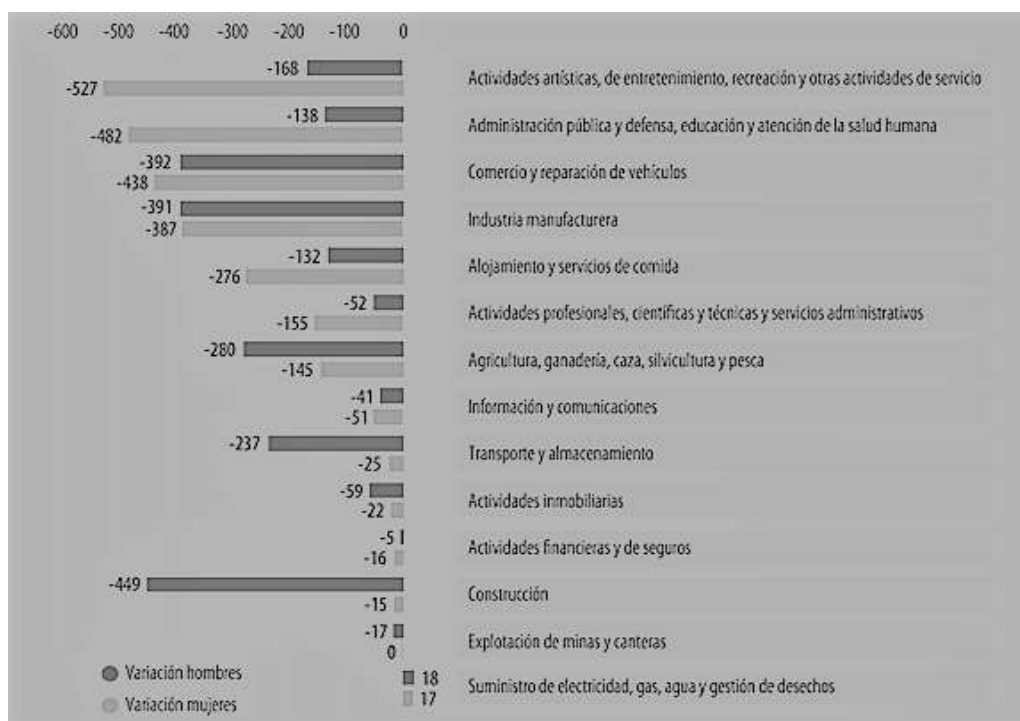 -600 -500 -400 -300 -200 -100 0
-168
-527
Actividades artísticas, de entretenimiento, recreación y otras actividades de servicio
-138
-482
Administración pública y defensa, educación y atención de la salud humana
-392
-438
Comercio y reparación de vehículos
-391
-387
Industria manufacturera
-132
-276
Alojamiento y servicios de comida
-52
-155
Actividades profesionales, científicas y técnicas y servicios administrativos
-280
-145
Agricultura, ganadería, caza, silvicultura y pesca
-41
-51
Información y comunicaciones
-237
-25
Transporte y almacenamiento
-59
-22
Actividades inmobiliarias
-5
-16
Actividades financieras y de seguros
-449
-15
Construcción
-17
0
Explotación de minas y canteras
18
17
Suministro de electricidad, gas, agua y gestión de desechos
Variación hombres
Variación mujeres